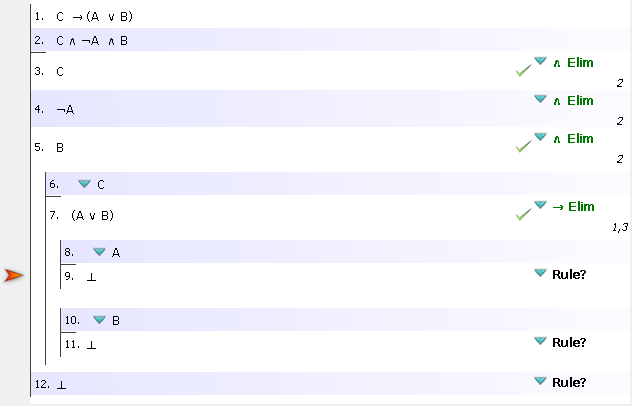 1. C → (A ∨ B)
2. C ∧ ¬A ∧ B
3. C ∧ Elim
2
4. ¬A ∧ Elim
2
5. B ∧ Elim
2
6. C
7. (A ∨ B) → Elim
1,3
8. A
9. ⊥ Rule?
10. B
11. ⊥ Rule?
12. ⊥ Rule?